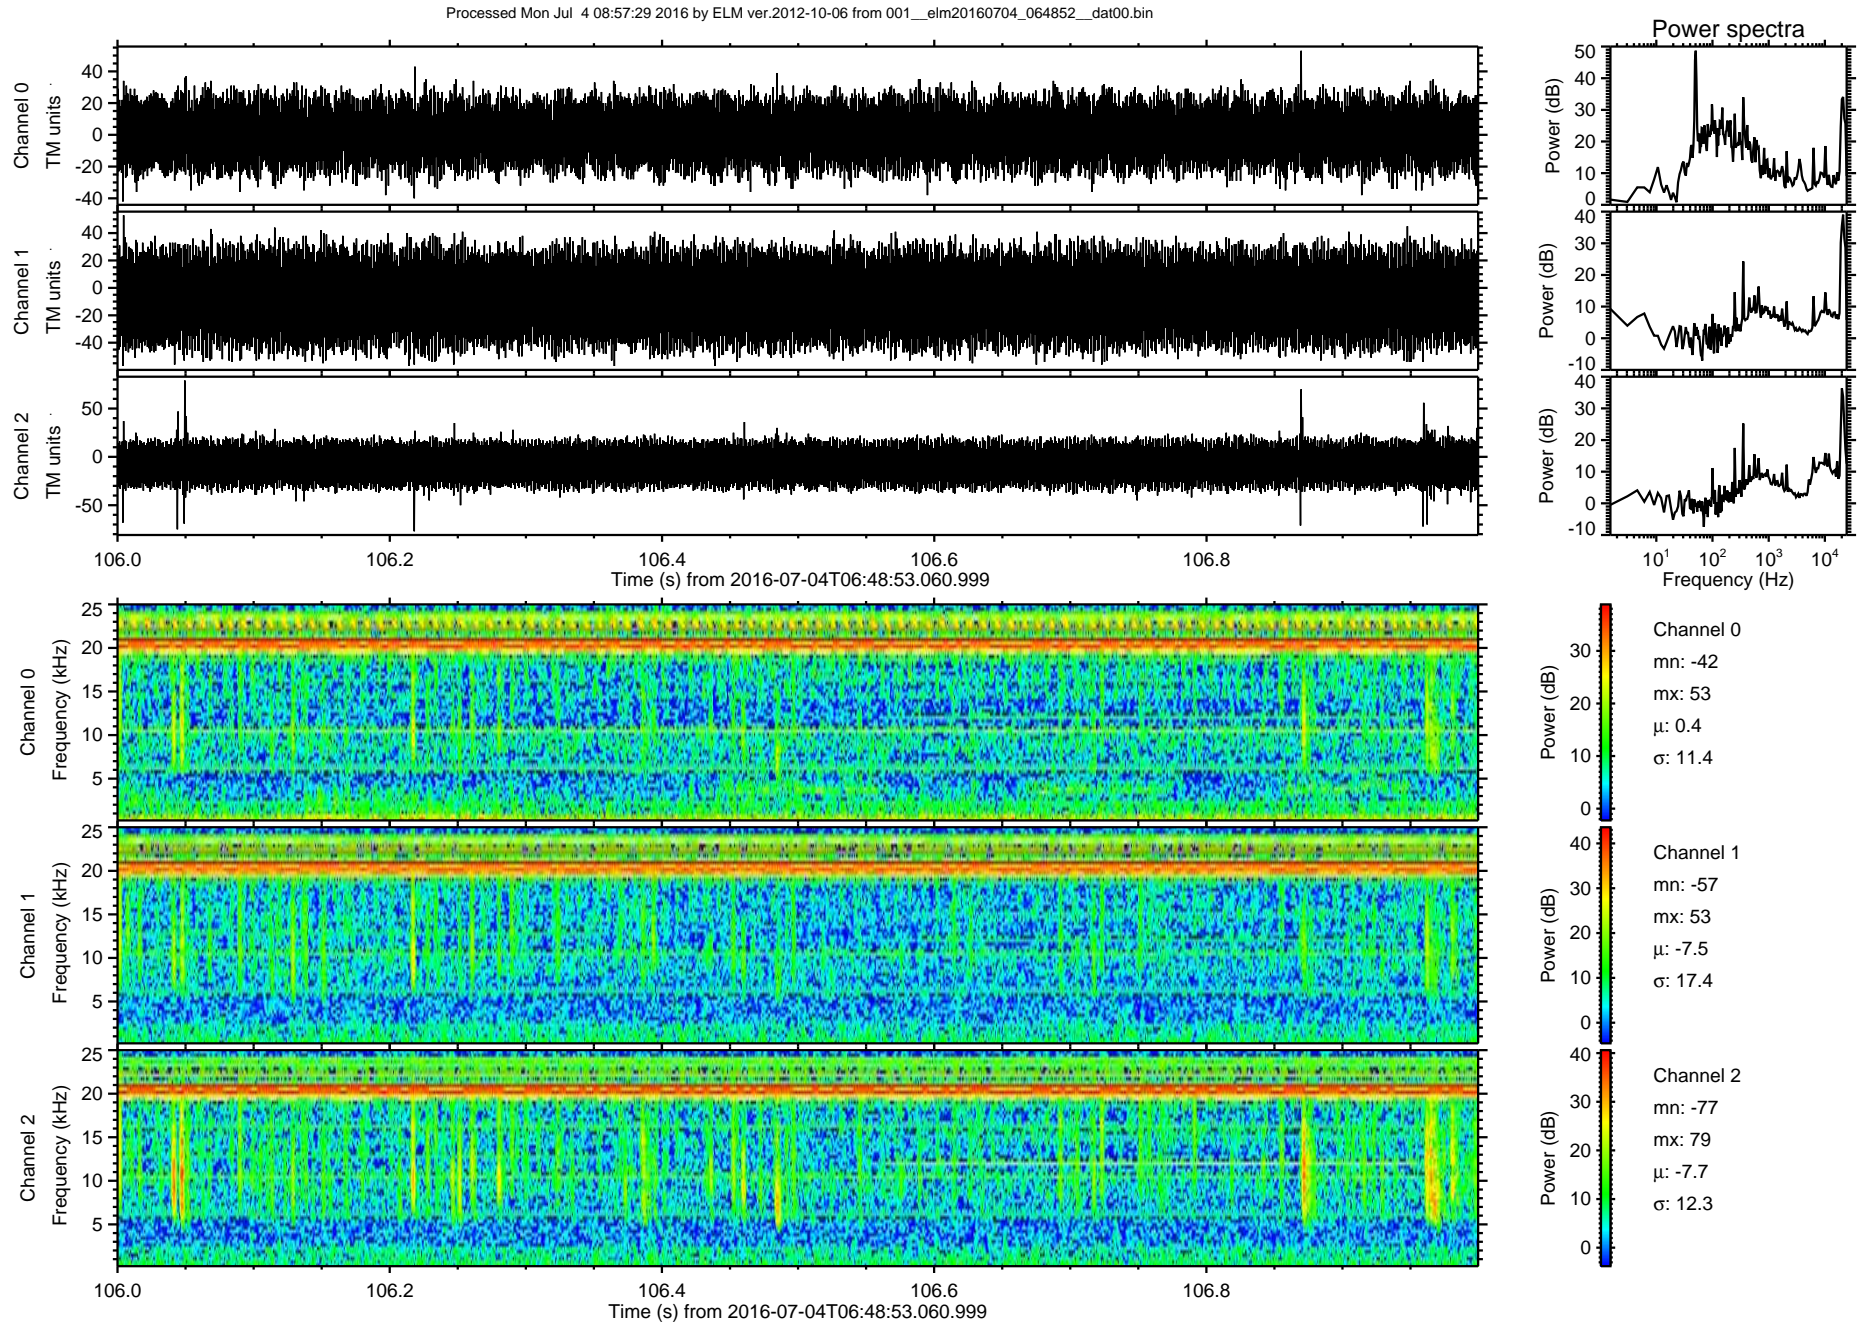 Processed Mon Jul  4 08:57:29 2016 by ELM ver.2012-10-06 from 001__elm20160704_064852__dat00.bin
Power spectra
Channel 0
TM units
40
20
0
-20
-40
Power (dB)
50
40
30
20
10
0
Channel 1
TM units
40
20
0
-20
-40
Power (dB)
40
30
20
10
0
-10
Channel 2
TM units
50
0
-50
Power (dB)
40
30
20
10
0
-10
106.0 106.2 106.4 106.6 106.8
Time (s) from 2016-07-04T06:48:53.060.999
10¹ 10² 10³ 10⁴
Frequency (Hz)
Channel 0
Frequency (kHz)
25
20
15
10
5
Power (dB)
30
20
10
0
Channel 0
mn: -42
mx: 53
µ: 0.4
σ: 11.4
Channel 1
Frequency (kHz)
25
20
15
10
5
Power (dB)
40
30
20
10
0
Channel 1
mn: -57
mx: 53
µ: -7.5
σ: 17.4
Channel 2
Frequency (kHz)
25
20
15
10
5
Power (dB)
40
30
20
10
0
Channel 2
mn: -77
mx: 79
µ: -7.7
σ: 12.3
106.0 106.2 106.4 106.6 106.8
Time (s) from 2016-07-04T06:48:53.060.999